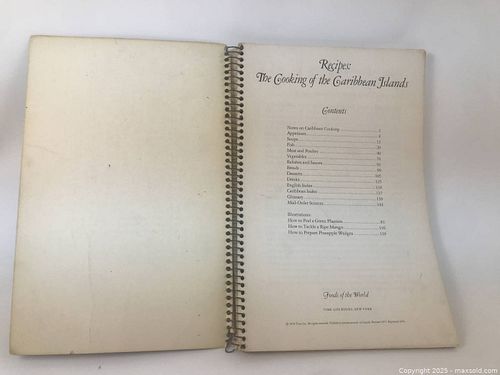 Recipes:
The Cooking of the Caribbean Islands
Contents
Notes on Caribbean Cooking
Appetizers
Soups
Fish
Meat and Poultry
Vegetables
Relishes and Sauces
Breads
Desserts
Drinks
English Index
Caribbean Index
Glossary
Mail-Order Sources
Illustrations:
How to Peel a Green Plantain
How to Tackle a Ripe Mango
How to Prepare Pineapple Wedges
Foods of the World
TIME-LIFE BOOKS, NEW YORK
Copyright 2025 - maxsold.com